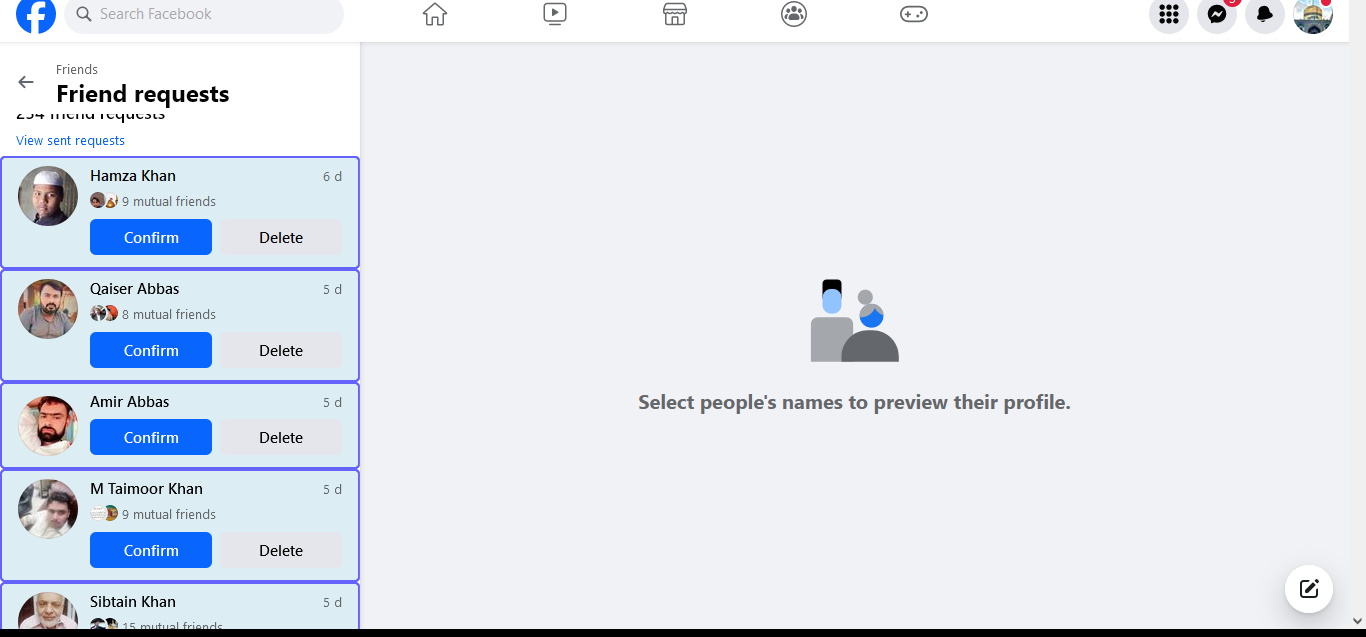 Search Facebook
Friends
Friend requests
234 friend requests
View sent requests
Hamza Khan
6 d
9 mutual friends
Confirm
Delete
Qaiser Abbas
5 d
8 mutual friends
Confirm
Delete
Amir Abbas
5 d
Confirm
Delete
M Taimoor Khan
5 d
9 mutual friends
Confirm
Delete
Sibtain Khan
5 d
15 mutual friends
Select people's names to preview their profile.